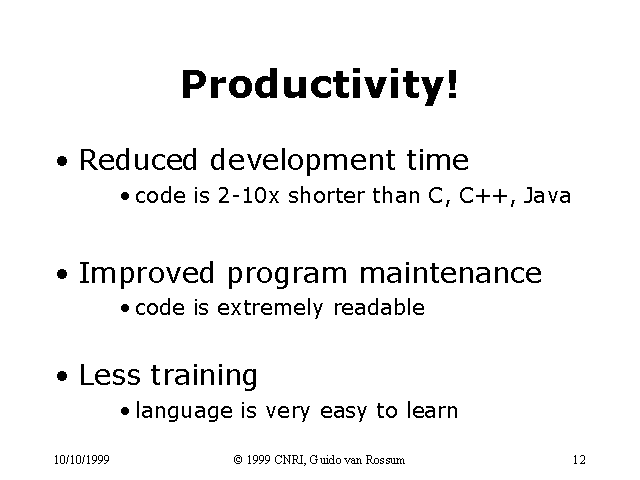 Productivity!
• Reduced development time
• code is 2-10x shorter than C, C++, Java
• Improved program maintenance
• code is extremely readable
• Less training
• language is very easy to learn
10/10/1999 © 1999 CNRI, Guido van Rossum 12